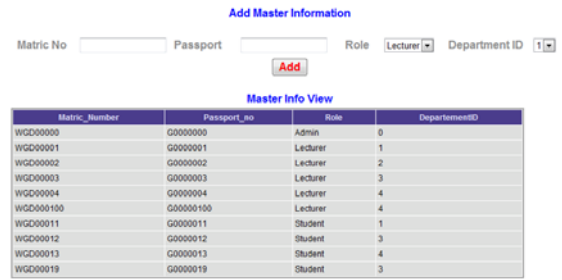 Add Master Information
Matric No Passport Role Lecturer Department ID 1
Add
Master Info View
Matric_Number Passport_no Role DepartementID
WGD00000 G0000000 Admin 0
WGD00001 G0000001 Lecturer 1
WGD00002 G0000002 Lecturer 2
WGD00003 G0000003 Lecturer 3
WGD00004 G0000004 Lecturer 4
WGD000100 G00000100 Lecturer 4
WGD00011 G0000011 Student 1
WGD00012 G0000012 Student 3
WGD00013 G0000013 Student 4
WGD00019 G0000019 Student 3